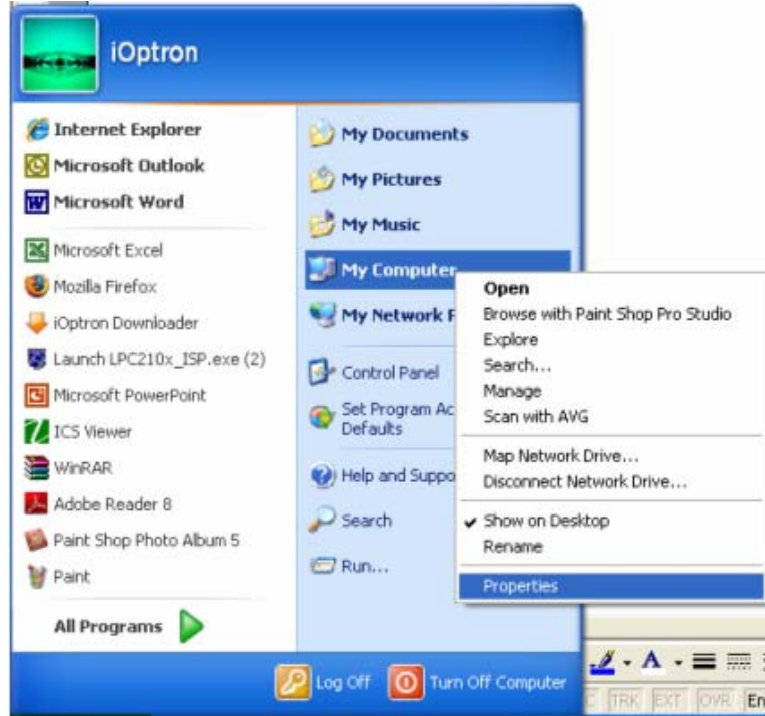 iOptron
Internet Explorer
Microsoft Outlook
Microsoft Word
Microsoft Excel
Mozilla Firefox
iOptron Downloader
Launch LPC210x_ISP.exe (2)
Microsoft PowerPoint
ICS Viewer
WinRAR
Adobe Reader 8
Paint Shop Photo Album 5
Paint
All Programs
My Documents
My Pictures
My Music
My Computer
My Network P
Control Panel
Set Program Ac
Defaults
Help and Suppo
Search
Run...
Open
Browse with Paint Shop Pro Studio
Explore
Search...
Manage
Scan with AVG
Map Network Drive...
Disconnect Network Drive...
Show on Desktop
Rename
Properties
Log Off
Turn Off Computer
A
TRK EXT OVR En